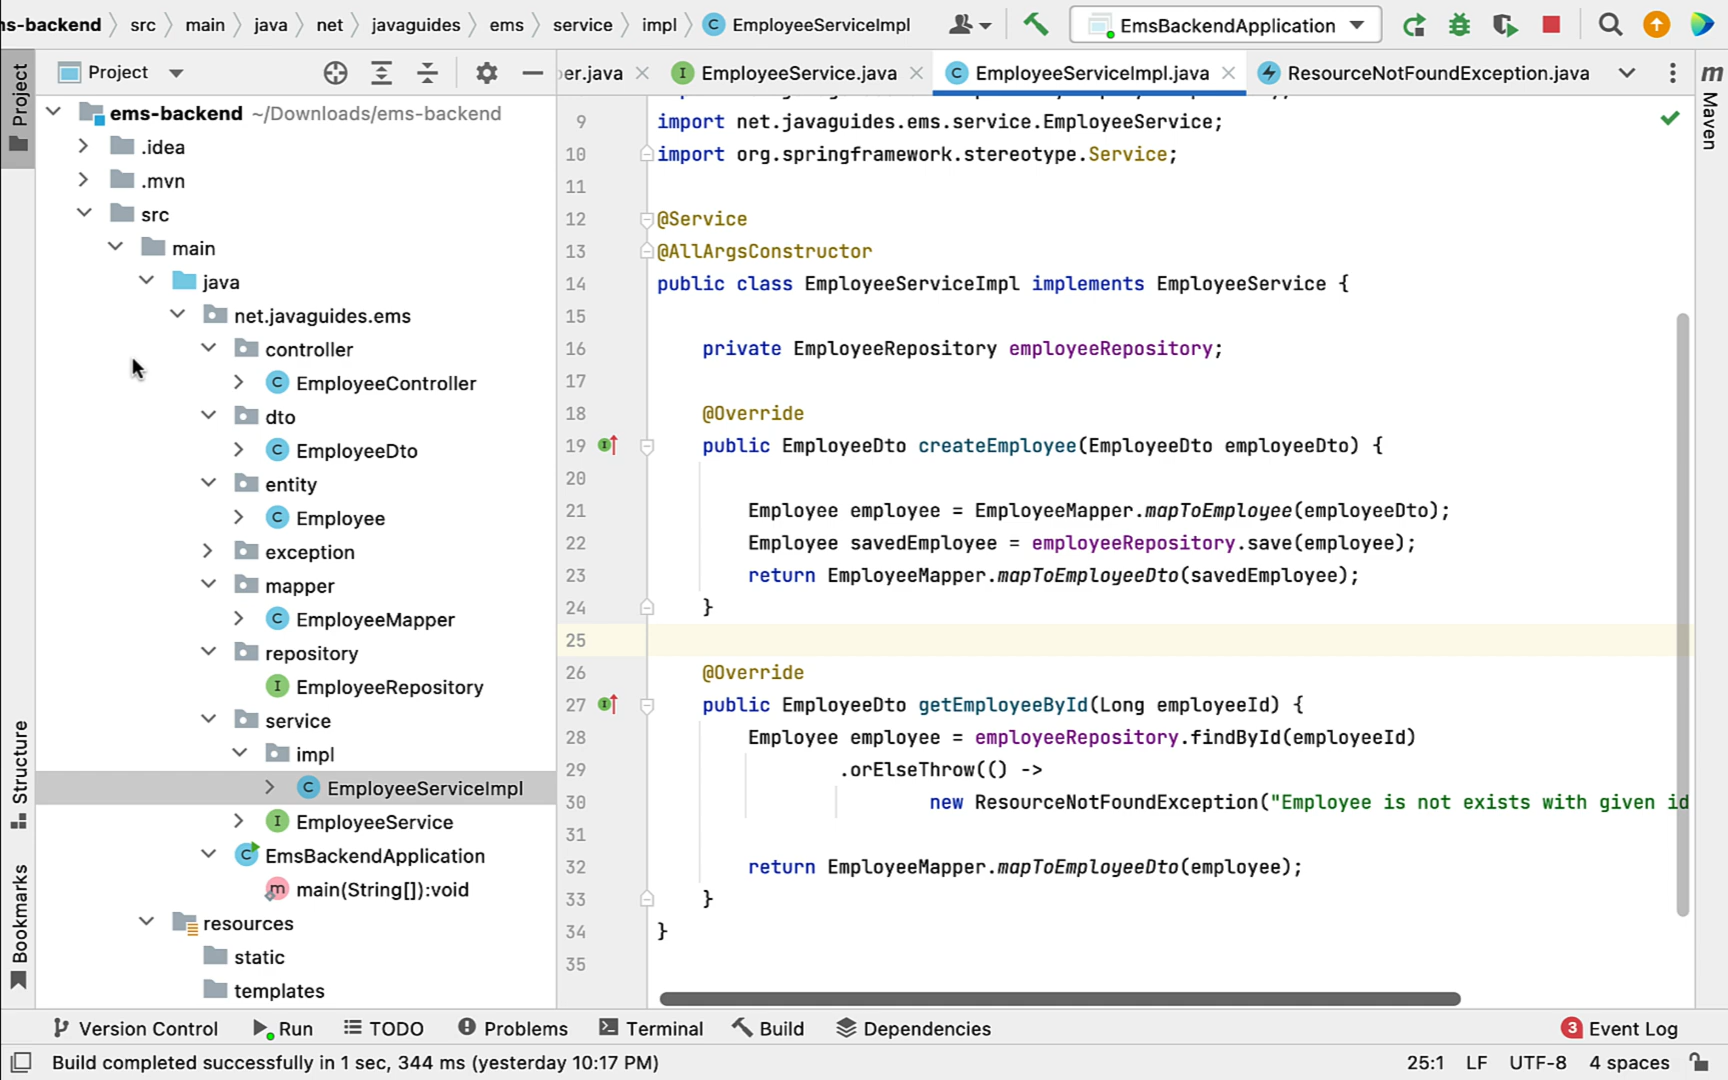 ns-backend src main java net javaguides ems service impl C EmployeeServiceImpl EmsBackendApplication
Project er.java I EmployeeService.java C EmployeeServiceImpl.java ResourceNotFoundException.java
Project
Structure
Bookmarks
m Maven
ems-backend ~/Downloads/ems-backend
.idea
.mvn
src
main
java
net.javaguides.ems
controller
C EmployeeController
dto
C EmployeeDto
entity
C Employee
exception
mapper
C EmployeeMapper
repository
I EmployeeRepository
service
impl
C EmployeeServiceImpl
I EmployeeService
C EmsBackendApplication
m main(String[]):void
resources
static
templates
9 import net.javaguides.ems.service.EmployeeService;
10 import org.springframework.stereotype.Service;
11
12 @Service
13 @AllArgsConstructor
14 public class EmployeeServiceImpl implements EmployeeService {
15
16 private EmployeeRepository employeeRepository;
17
18 @Override
19 public EmployeeDto createEmployee(EmployeeDto employeeDto) {
20
21 Employee employee = EmployeeMapper.mapToEmployee(employeeDto);
22 Employee savedEmployee = employeeRepository.save(employee);
23 return EmployeeMapper.mapToEmployeeDto(savedEmployee);
24 }
25
26 @Override
27 public EmployeeDto getEmployeeById(Long employeeId) {
28 Employee employee = employeeRepository.findById(employeeId)
29 .orElseThrow(() ->
30 new ResourceNotFoundException("Employee is not exists with given id
31
32 return EmployeeMapper.mapToEmployeeDto(employee);
33 }
34 }
35
Version Control Run TODO Problems Terminal Build Dependencies 3 Event Log
Build completed successfully in 1 sec, 344 ms (yesterday 10:17 PM) 25:1 LF UTF-8 4 spaces